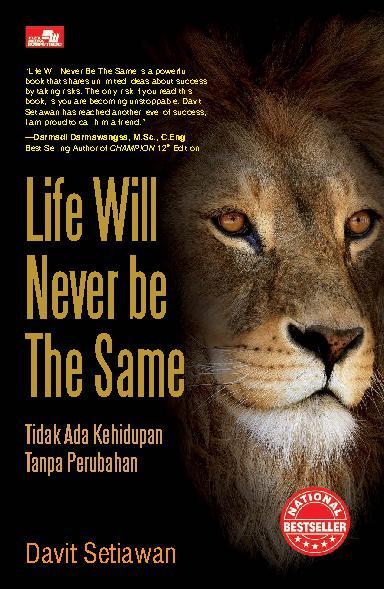 "Life Will Never Be The Same is a powerful
book that shares unlimited ideas about success
by taking risks. The only risk if you read this
book, is you are becoming unstoppable. Davit
Setiawan has reached another level of success,
I am proud to call him a friend."
—Darmadi Darmawangsa, M.Sc., C.Eng
Best Selling Author of CHAMPION 12th Edition
Life Will
Never be
The Same
Tidak Ada Kehidupan
Tanpa Perubahan
NATIONAL
BESTSELLER
Davit Setiawan